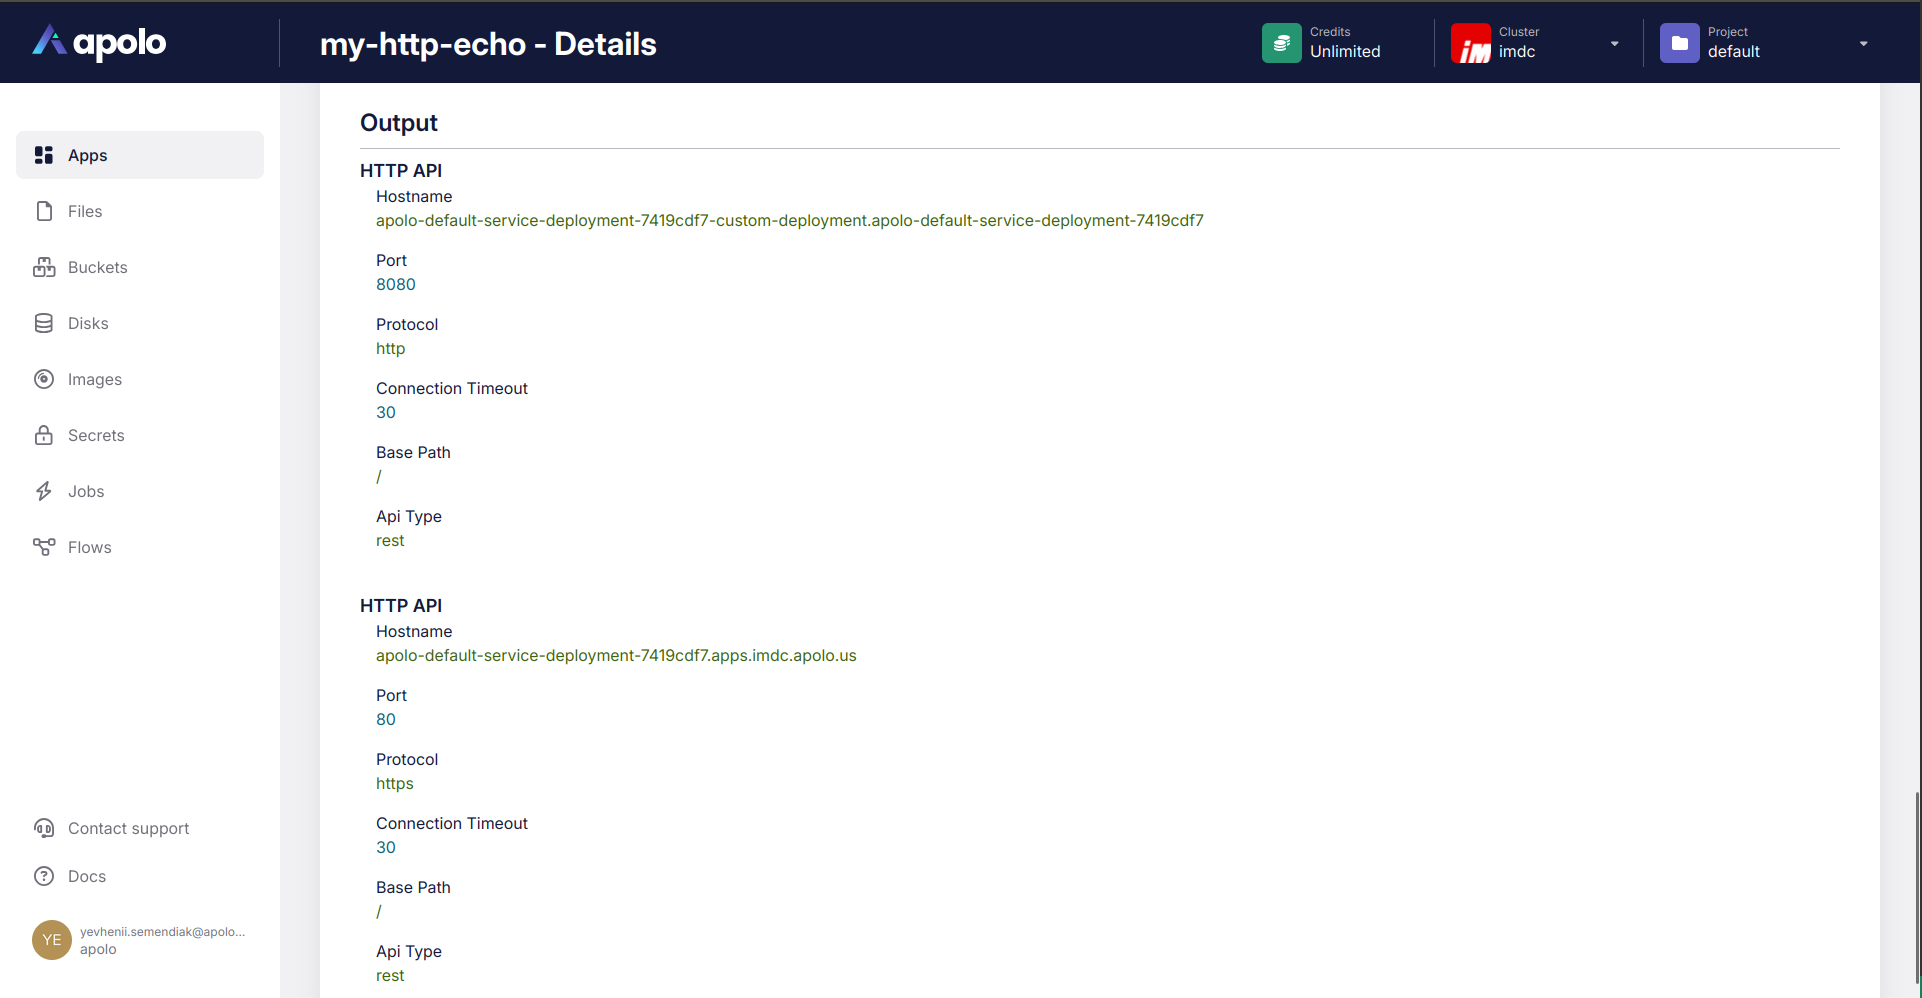 apolo
my-http-echo - Details
Credits
Unlimited
Cluster
imdc
Project
default
Apps
Files
Buckets
Disks
Images
Secrets
Jobs
Flows
Contact support
Docs
YE
yevhenii.semendiak@apolo...
apolo
Output
HTTP API
Hostname
apolo-default-service-deployment-7419cdf7-custom-deployment.apolo-default-service-deployment-7419cdf7
Port
8080
Protocol
http
Connection Timeout
30
Base Path
/
Api Type
rest
HTTP API
Hostname
apolo-default-service-deployment-7419cdf7.apps.imdc.apolo.us
Port
80
Protocol
https
Connection Timeout
30
Base Path
/
Api Type
rest